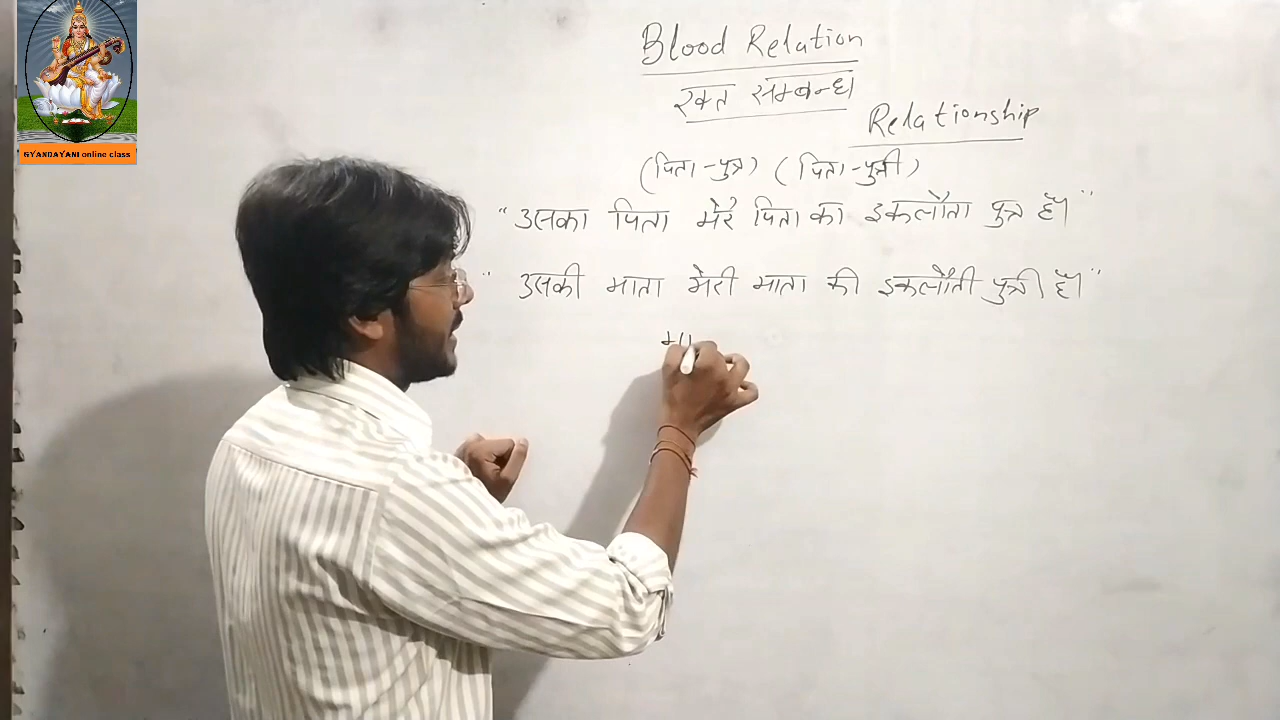 GYANDAYANI online class
Blood Relation
रक्त सम्बन्ध
Relationship
(पिता-पुत्र) (पिता-पुत्री)
"उसका पिता मेरे पिता का इकलौता पुत्र है।"
"उसकी माता मेरी माता की इकलौती पुत्री है।"
मा